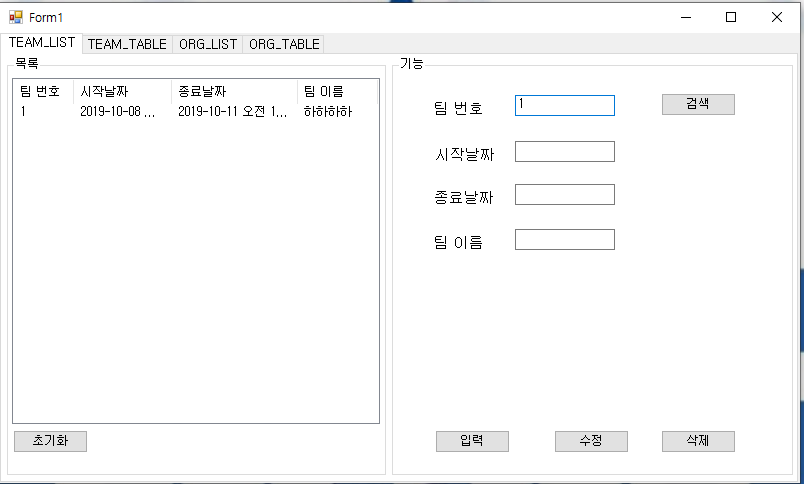 Form1
TEAM_LIST TEAM_TABLE ORG_LIST ORG_TABLE
목록
팀 번호 시작날짜 종료날짜 팀 이름
1 2019-10-08 ... 2019-10-11 오전 1... 하하하하
초기화
기능
팀 번호 1 검색
시작날짜
종료날짜
팀 이름
입력 수정 삭제